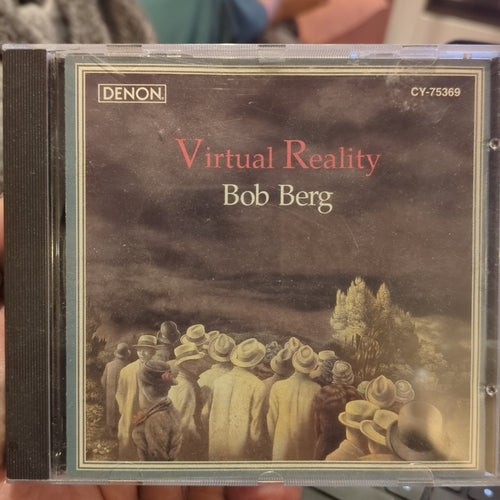 DENON
CY-75369
Virtual Reality
Bob Berg